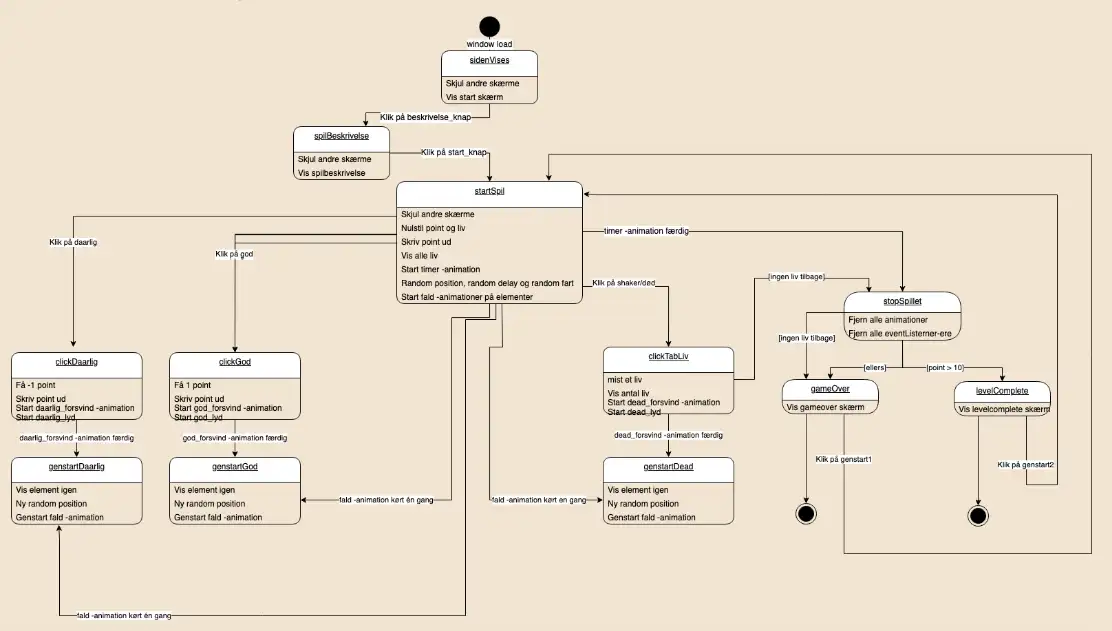 window load
sidenVises
Skjul andre skærme
Vis start skærm
Klik på beskrivelse_knap
spilBeskrivelse
Skjul andre skærme
Vis spilbeskrivelse
Klik på start_knap
startSpil
Skjul andre skærme
Nulstil point og liv
Skriv point ud
Vis alle liv
Start timer -animation
Random position, random delay og random fart
Start fald -animationer på elementer
Klik på daarlig
Klik på god
timer -animation færdig
Klik på shaker/død
[ingen liv tilbage]
stopSpillet
Fjern alle animationer
Fjern alle eventListerner-ere
[ingen liv tilbage]
[ellers]
[point > 10]
clickDaarlig
Få -1 point
Skriv point ud
Start daarlig_forsvind -animation
Start daarlig_lyd
clickGod
Få 1 point
Skriv point ud
Start god_forsvind -animation
Start god_lyd
clickTabLiv
mist et liv
Vis antal liv
Start dead_forsvind -animation
Start dead_lyd
gameOver
Vis gameover skærm
levelComplete
Vis levelcomplete skærm
daarlig_forsvind -animation færdig
god_forsvind -animation færdig
dead_forsvind -animation færdig
Klik på genstart1
Klik på genstart2
genstartDaarlig
Vis element igen
Ny random position
Genstart fald -animation
genstartGod
Vis element igen
Ny random position
Genstart fald -animation
fald -animation kørt èn gang
fald -animation kørt èn gang
genstartDead
Vis element igen
Ny random position
Genstart fald -animation
fald -animation kørt èn gang